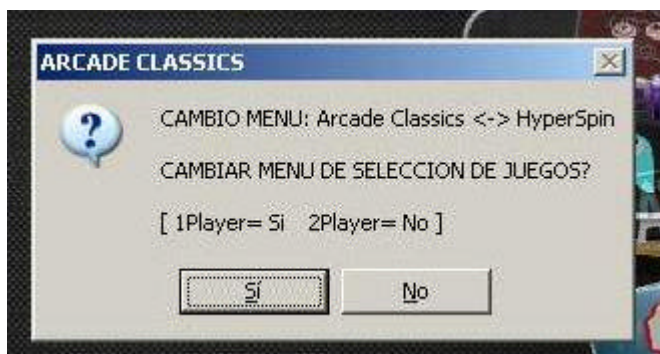 ARCADE CLASSICS
CAMBIO MENU: Arcade Classics <-> HyperSpin
CAMBIAR MENU DE SELECCION DE JUEGOS?
[ 1Player= Si 2Player= No ]
Sí
No